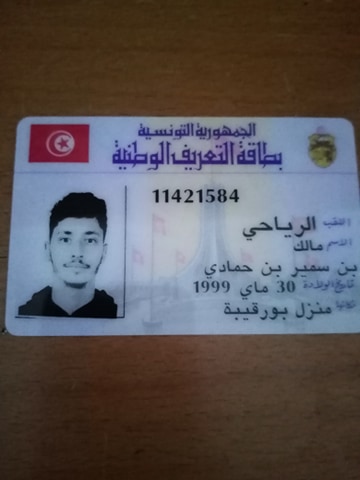 الجمهورية التونسية
بطاقة التعريف الوطنية
11421584
اللقب الرياحي
الاسم مالك
بن سمير بن حمادي
تاريخ الولادة 30 ماي 1999
مكانها منزل بورقيبة